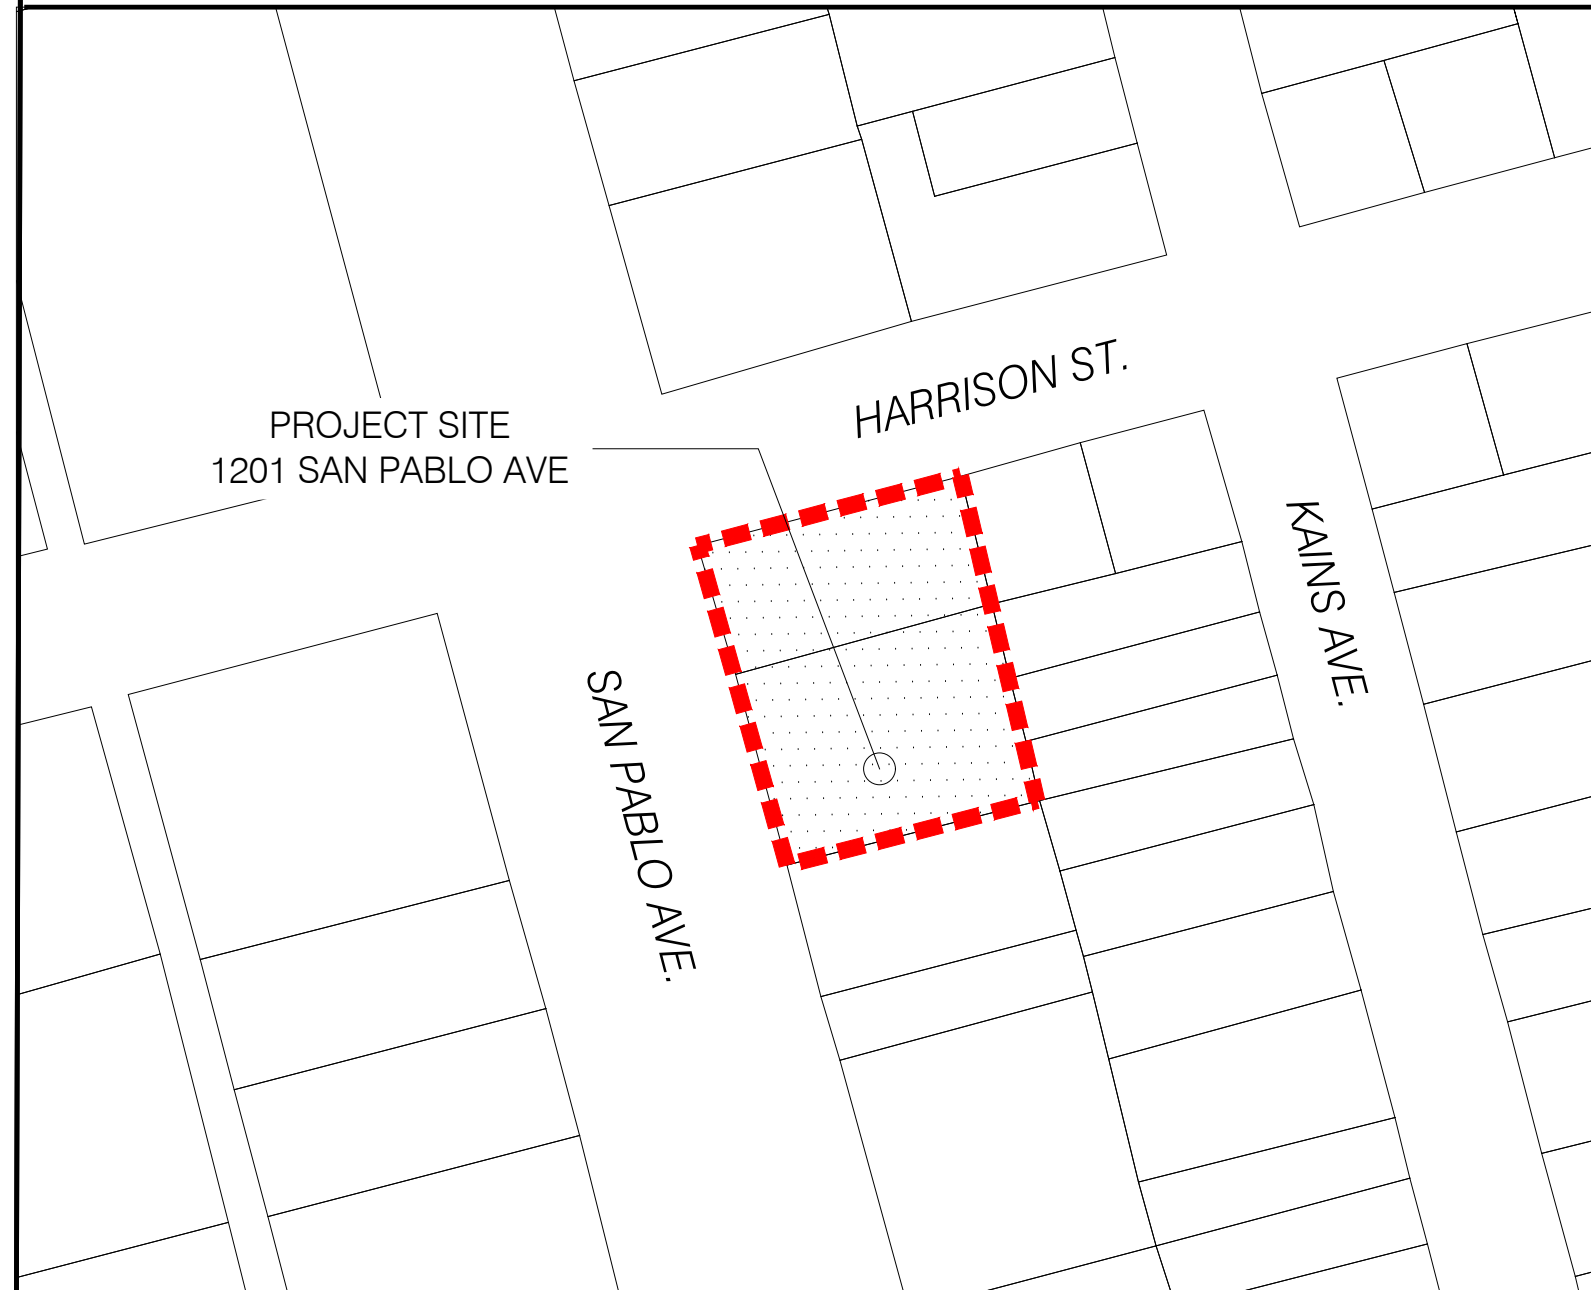 HARRISON ST.
PROJECT SITE
1201 SAN PABLO AVE
KAINS AVE.
SAN PABLO AVE.